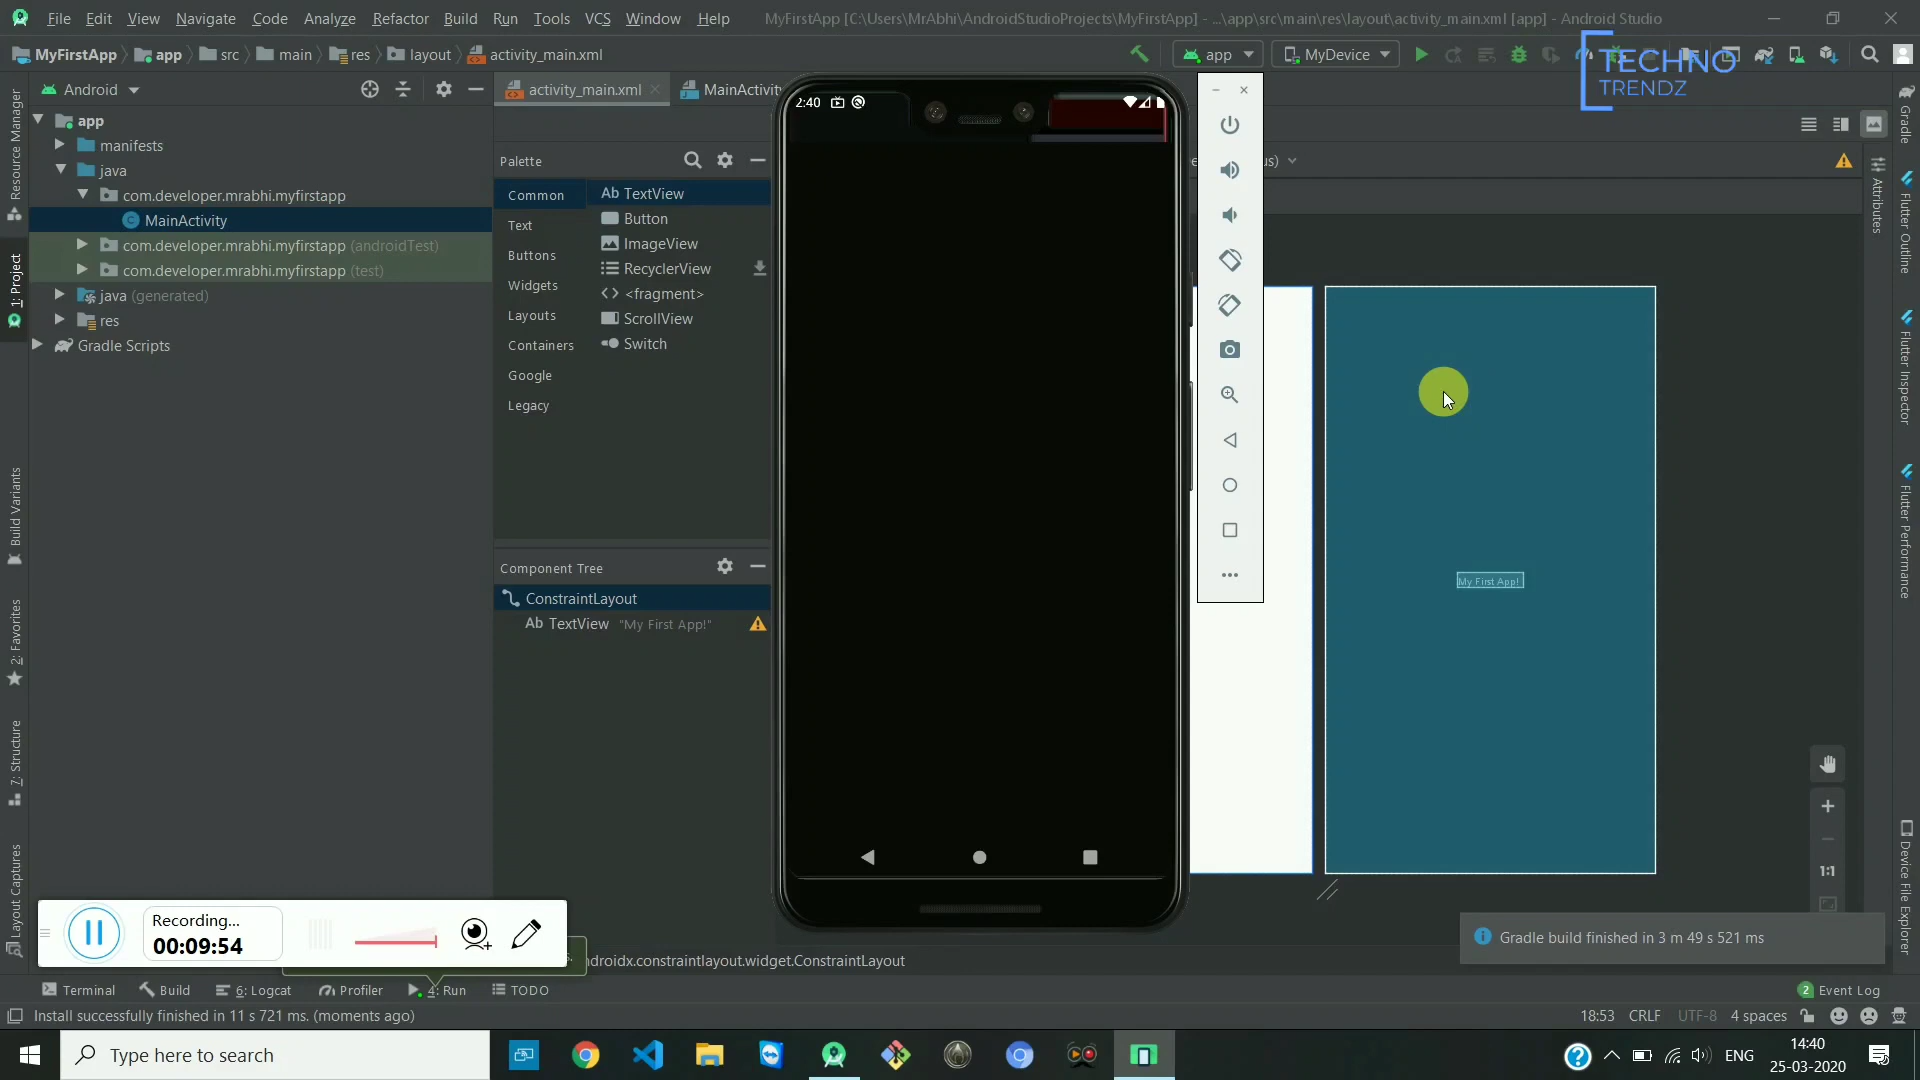 File Edit View Navigate Code Analyze Refactor Build Run Tools VCS Window Help MyFirstApp [C:\Users\MrAbhi\AndroidStudioProjects\MyFirstApp] - ...\app\src\main\res\layout\activity_main.xml [app] - Android Studio
MyFirstApp app src main res layout activity_main.xml app MyDevice
TECHNO
TRENDZ
Android
activity_main.xml
app
manifests
java
com.developer.mrabhi.myfirstapp
MainActivity
com.developer.mrabhi.myfirstapp (androidTest)
com.developer.mrabhi.myfirstapp (test)
java (generated)
res
Gradle Scripts
Resource Manager
1: Project
Build Variants
2: Favorites
7: Structure
Layout Captures
Palette
Common
Text
Buttons
Widgets
Layouts
Containers
Google
Legacy
Ab TextView
Button
ImageView
RecyclerView
<fragment>
ScrollView
Switch
Component Tree
ConstraintLayout
Ab TextView "My First App!"
2:40
My First App!
1:1
Gradle
Attributes
Flutter Outline
Flutter Inspector
Flutter Performance
Device File Explorer
Recording...
00:09:54
Gradle build finished in 3 m 49 s 521 ms
Terminal Build 6: Logcat Profiler 4: Run TODO 2 Event Log
Install successfully finished in 11 s 721 ms. (moments ago) 18:53 CRLF UTF-8 4 spaces
Type here to search
ENG
14:40
25-03-2020